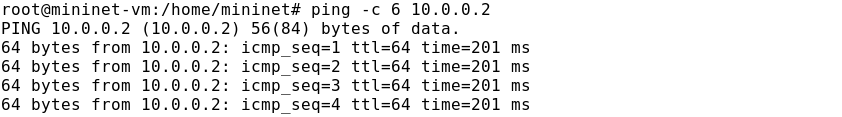 root@mininet-vm:/home/mininet# ping -c 6 10.0.0.2
PING 10.0.0.2 (10.0.0.2) 56(84) bytes of data.
64 bytes from 10.0.0.2: icmp_seq=1 ttl=64 time=201 ms
64 bytes from 10.0.0.2: icmp_seq=2 ttl=64 time=201 ms
64 bytes from 10.0.0.2: icmp_seq=3 ttl=64 time=201 ms
64 bytes from 10.0.0.2: icmp_seq=4 ttl=64 time=201 ms